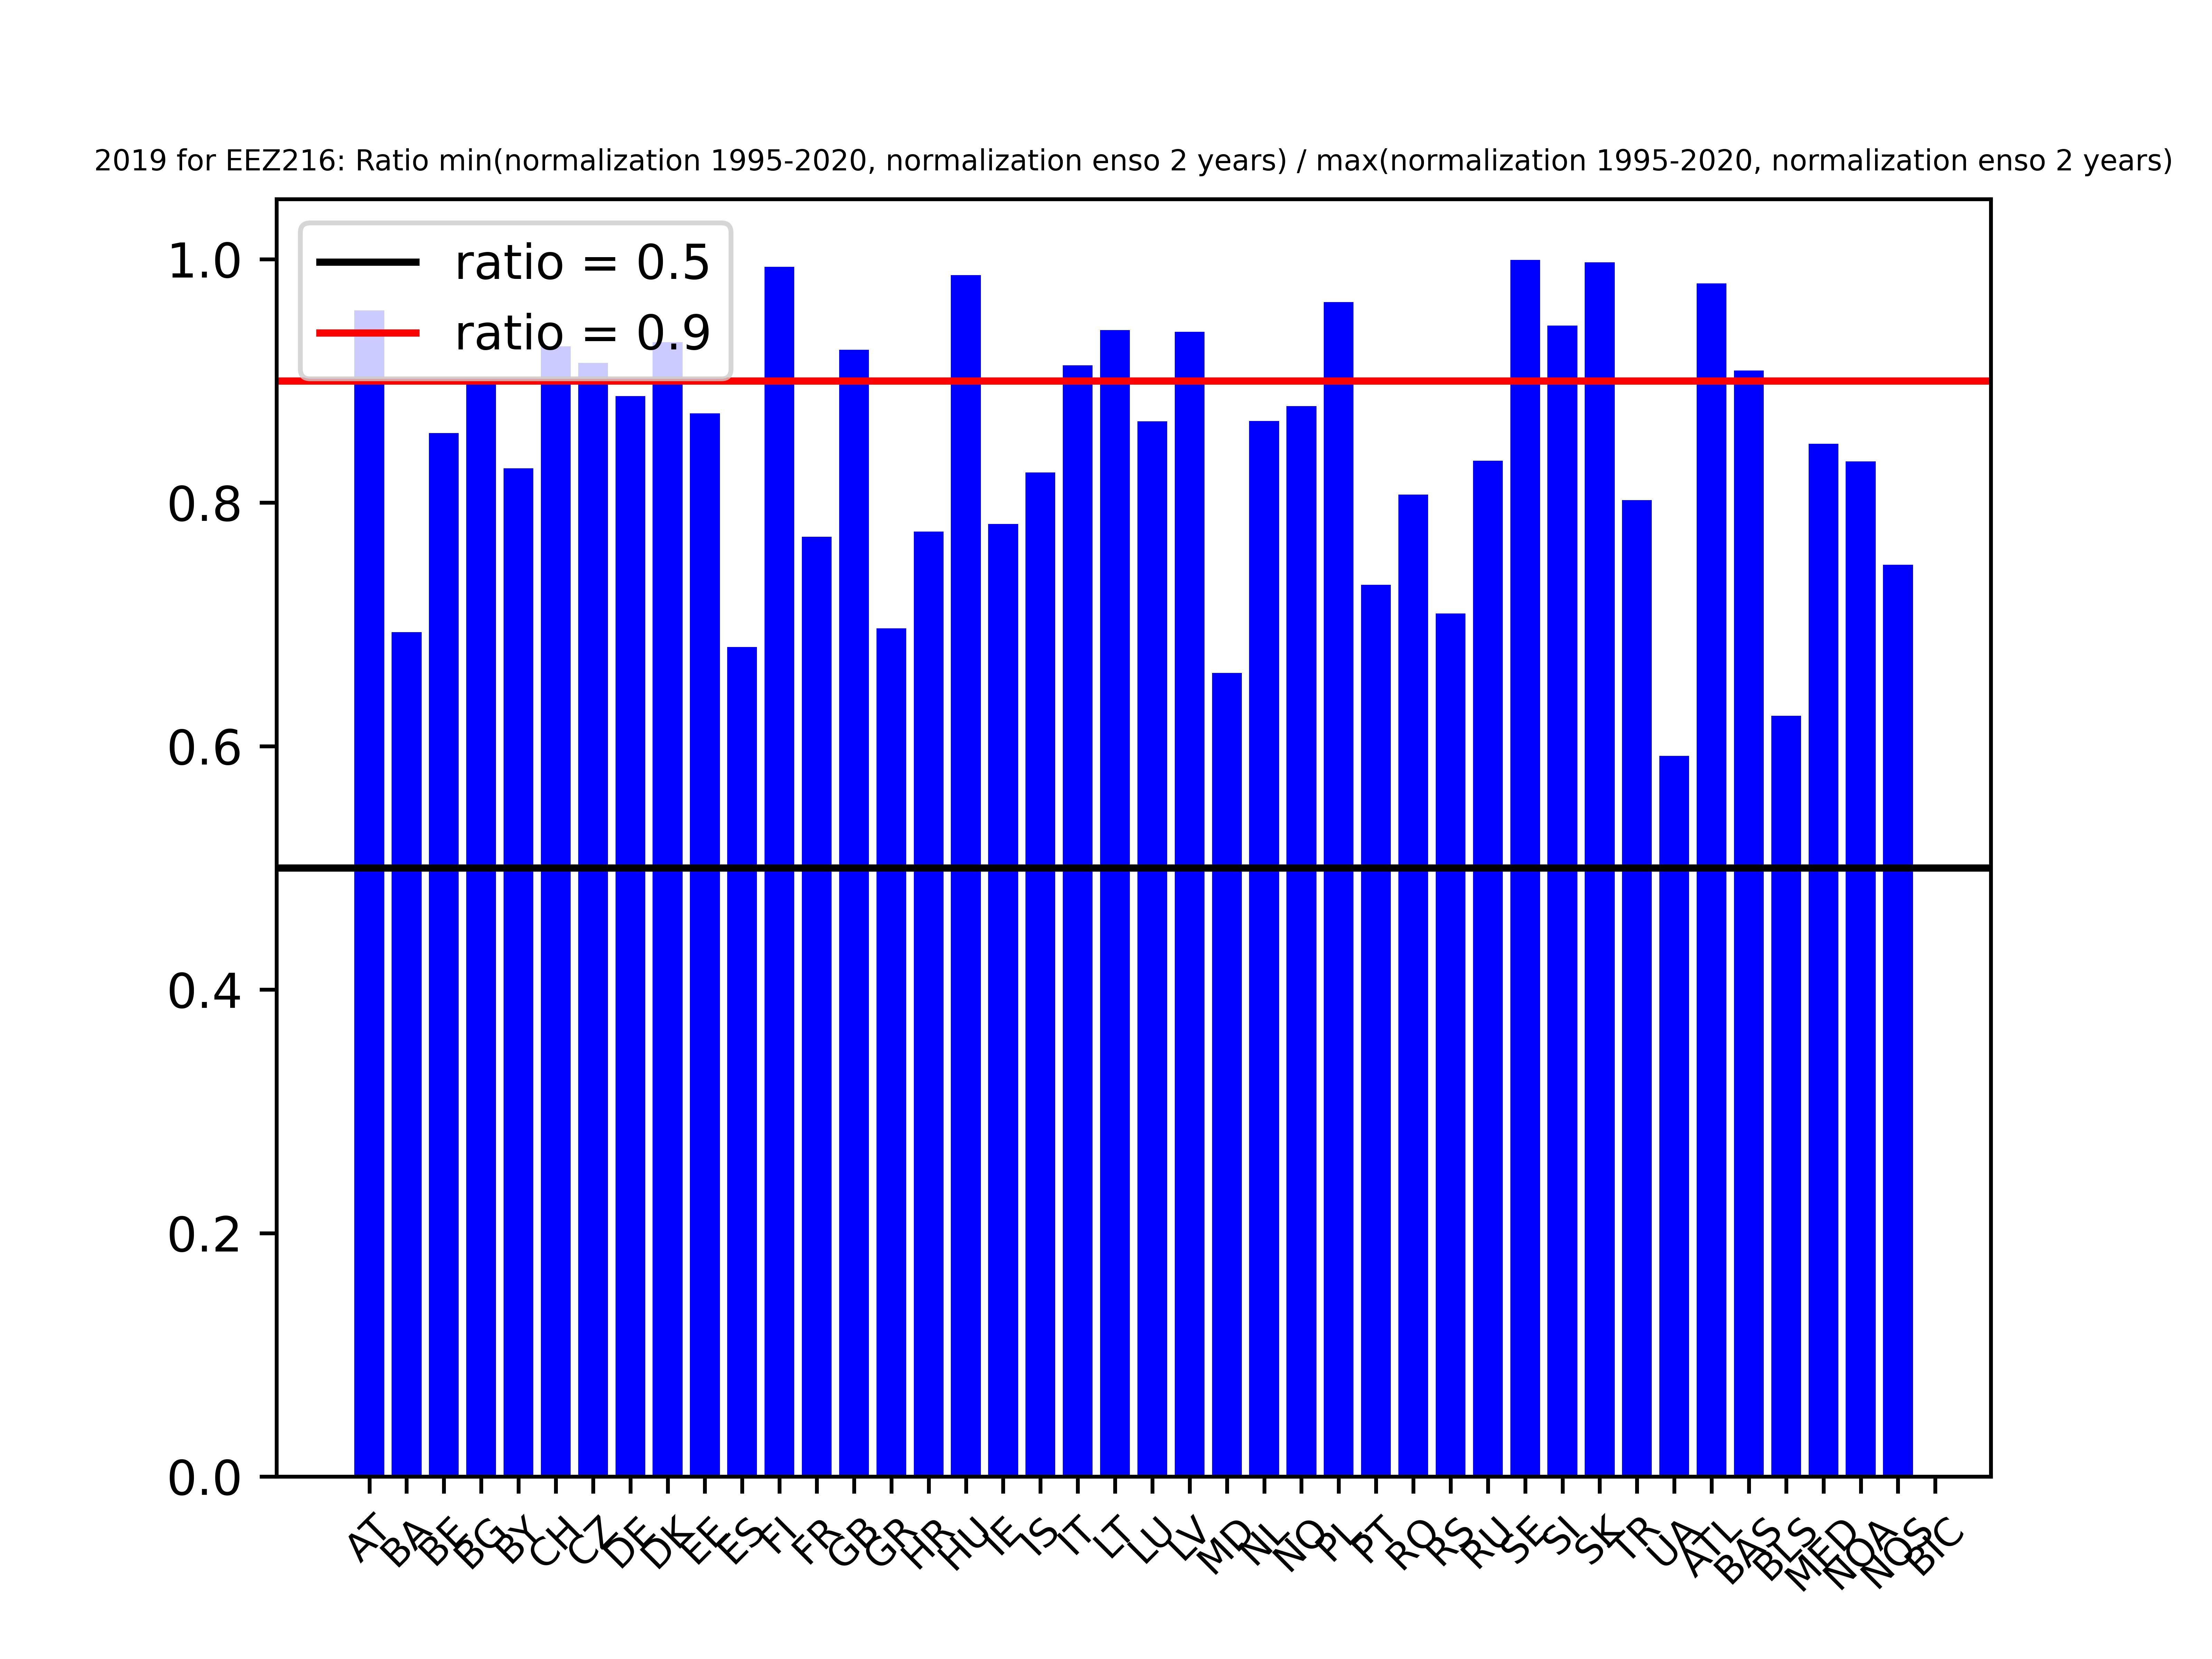 2019 for EEZ216: Ratio min(normalization 1995-2020, normalization enso 2 years) / max(normalization 1995-2020, normalization enso 2 years)
ratio = 0.5
ratio = 0.9
1.0
0.8
0.6
0.4
0.2
0.0
AT BA BE BG BY CH CZ DE DK EE ES FI FR GB GR HR HU IE IS IT LT LU LV MD NL NO PL PT RO RS RU SE SI SK TR UA ATL BAS BLS MED NOA NOS BIC